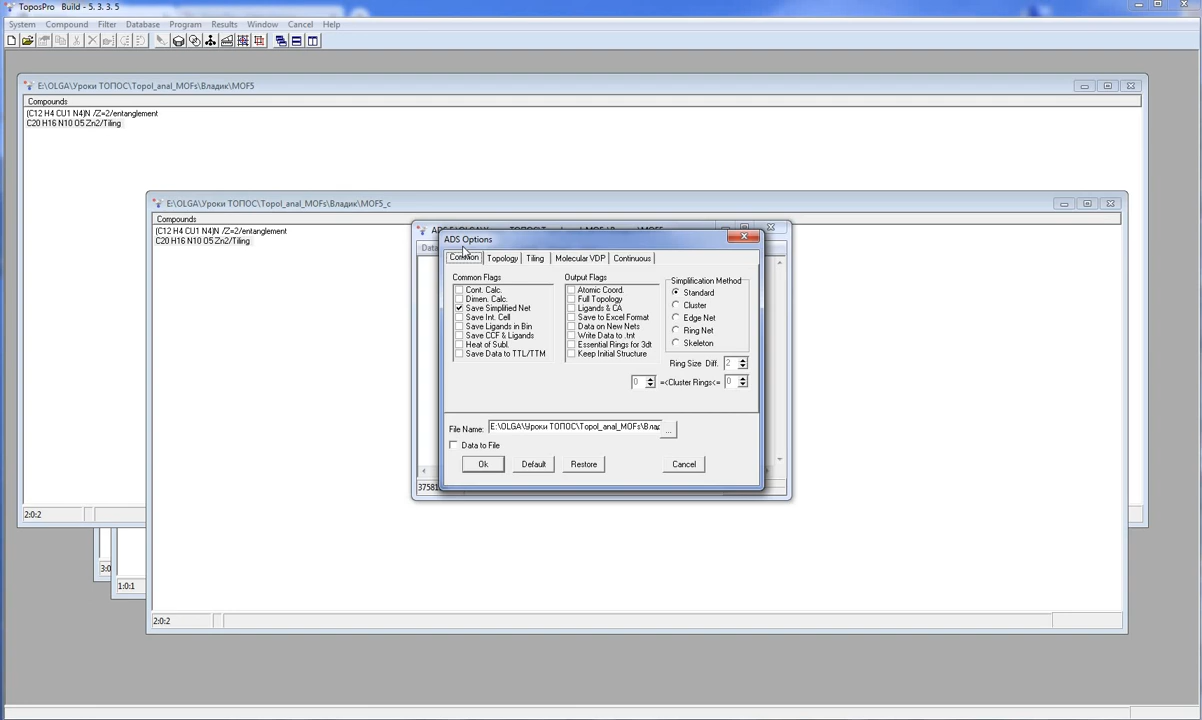 ToposPro Build - 5. 3. 3. 5
System Compound Filter Database Program Results Window Cancel Help
E:\OLGA\Уроки ТОПОС\Topol_anal_MOFs\Владик\MOF5
Compounds
(C12 H4 CU1 N4)N /Z=2/entanglement
C20 H16 N10 O5 Zn2/Tiling
E:\OLGA\Уроки ТОПОС\Topol_anal_MOFs\Владик\MOF5_c
Compounds
(C12 H4 CU1 N4)N /Z=2/entanglement
C20 H16 N10 O5 Zn2/Tiling
ADS Options
Common Topology Tiling Molecular VDP Continuous
Common Flags
Cont. Calc.
Dimen. Calc.
Save Simplified Net
Save Int. Cell
Save Ligands in Bin
Save CCF & Ligands
Heat of Subl.
Save Data to TTL/TTM
Output Flags
Atomic Coord.
Full Topology
Ligands & CA
Save to Excel Format
Data on New Nets
Write Data to .tnt
Essential Rings for 3dt
Keep Initial Structure
Simplification Method
Standard
Cluster
Edge Net
Ring Net
Skeleton
Ring Size Diff. 2
0 =<Cluster Rings<= 0
File Name: E:\OLGA\Уроки ТОПОС\Topol_anal_MOFs\Влад
...
Data to File
Ok Default Restore Cancel
37581
2:0:2
3:0
1:0:1
2:0:2